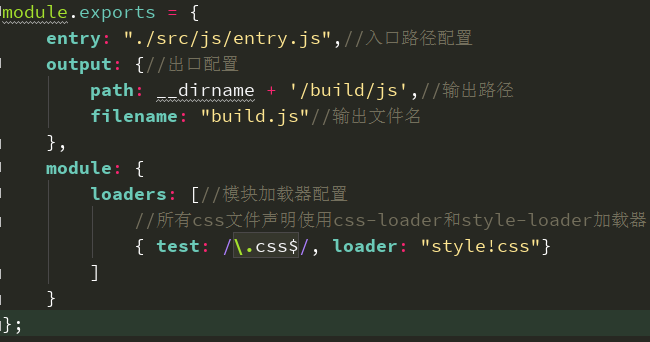 module.exports = {
entry: "./src/js/entry.js",//入口路径配置
output: {//出口配置
path: __dirname + '/build/js',//输出路径
filename: "build.js"//输出文件名
},
module: {
loaders: [//模块加载器配置
//所有css文件声明使用css-loader和style-loader加载器
{ test: /\.css$/, loader: "style!css"}
]
}
};